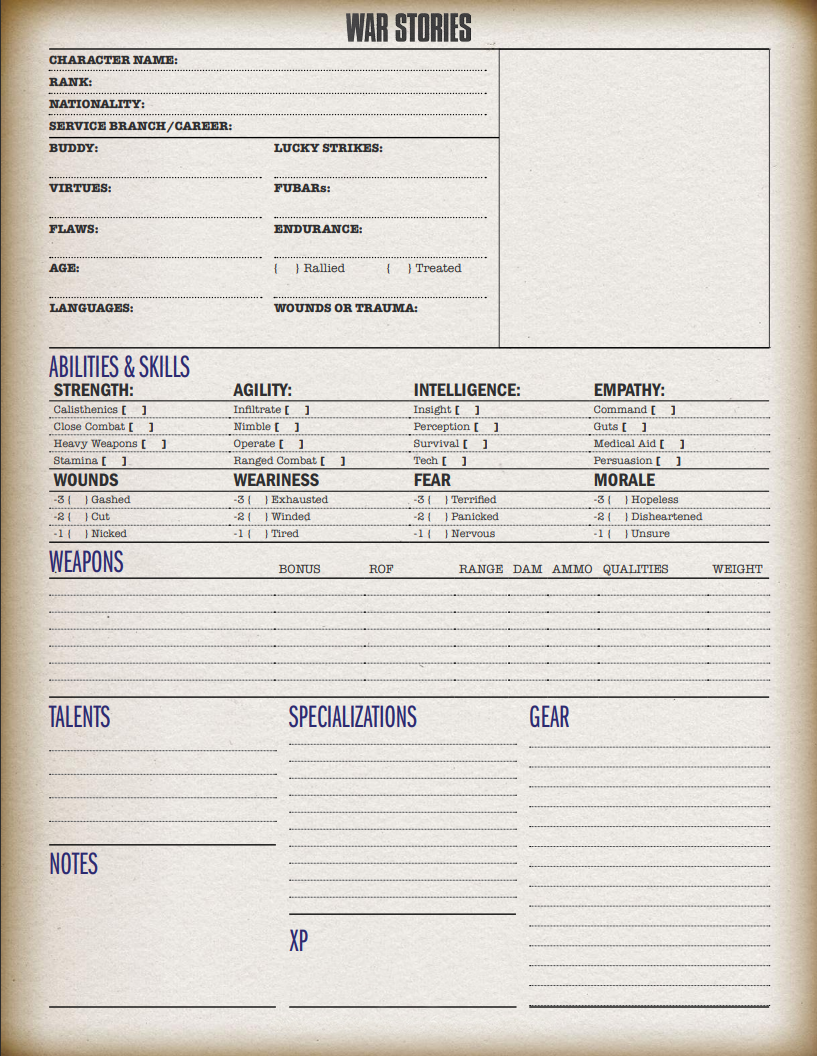 WAR STORIES
CHARACTER NAME:
RANK:
NATIONALITY:
SERVICE BRANCH/CAREER:
BUDDY: LUCKY STRIKES:
VIRTUES: FUBARs:
FLAWS: ENDURANCE:
AGE: ( ) Rallied ( ) Treated
LANGUAGES: WOUNDS OR TRAUMA:
ABILITIES & SKILLS
STRENGTH: AGILITY: INTELLIGENCE: EMPATHY:
Calisthenics [ ] Infiltrate [ ] Insight [ ] Command [ ]
Close Combat [ ] Nimble [ ] Perception [ ] Guts [ ]
Heavy Weapons [ ] Operate [ ] Survival [ ] Medical Aid [ ]
Stamina [ ] Ranged Combat [ ] Tech [ ] Persuasion [ ]
WOUNDS WEARINESS FEAR MORALE
-3 ( ) Gashed -3 ( ) Exhausted -3 ( ) Terrified -3 ( ) Hopeless
-2 ( ) Cut -2 ( ) Winded -2 ( ) Panicked -2 ( ) Disheartened
-1 ( ) Nicked -1 ( ) Tired -1 ( ) Nervous -1 ( ) Unsure
WEAPONS BONUS ROF RANGE DAM AMMO QUALITIES WEIGHT
TALENTS SPECIALIZATIONS GEAR
NOTES
XP